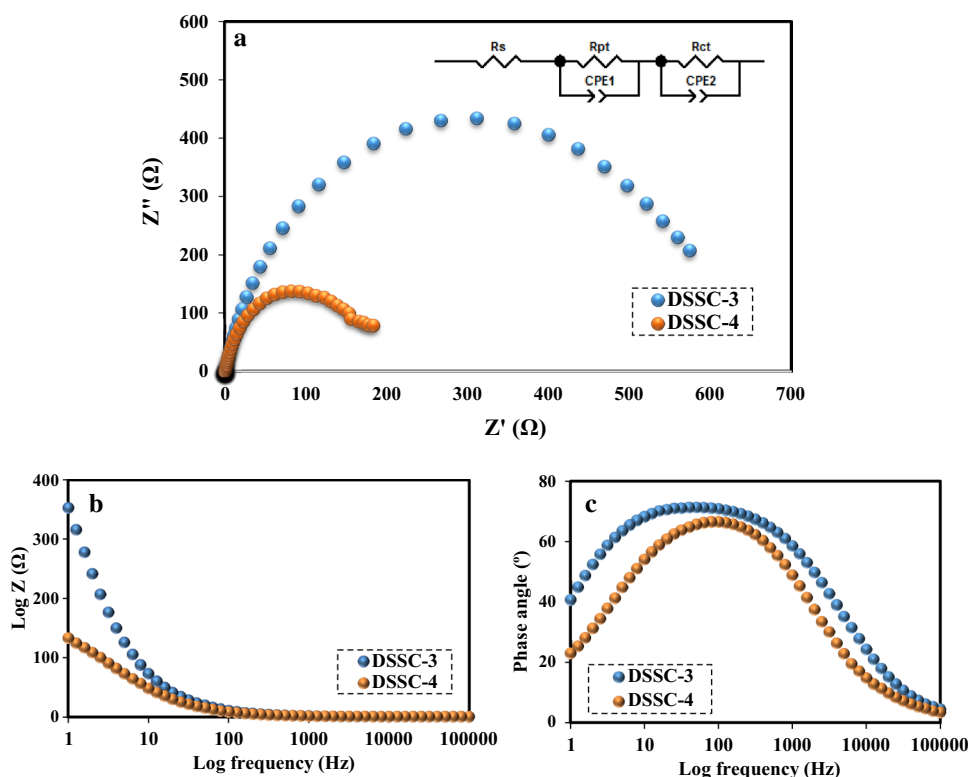 a
600
500
400
300
200
100
0
Z'' (Ω)
Rs
Rpt
Rct
CPE1
CPE2
DSSC-3
DSSC-4
0 100 200 300 400 500 600 700
Z' (Ω)
b
400
300
200
100
0
Log Z (Ω)
DSSC-3
DSSC-4
1 10 100 1000 10000 100000
Log frequency (Hz)
c
80
60
40
20
0
Phase angle (º)
DSSC-3
DSSC-4
1 10 100 1000 10000 100000
Log frequency (Hz)